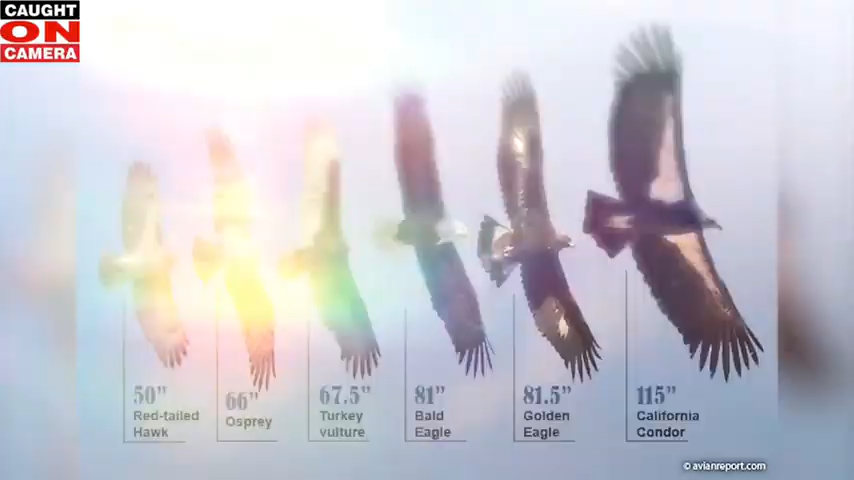 CAUGHT
ON
CAMERA
50”
Red-tailed
Hawk
66”
Osprey
67.5”
Turkey
vulture
81”
Bald
Eagle
81.5”
Golden
Eagle
115”
California
Condor
© avianreport.com